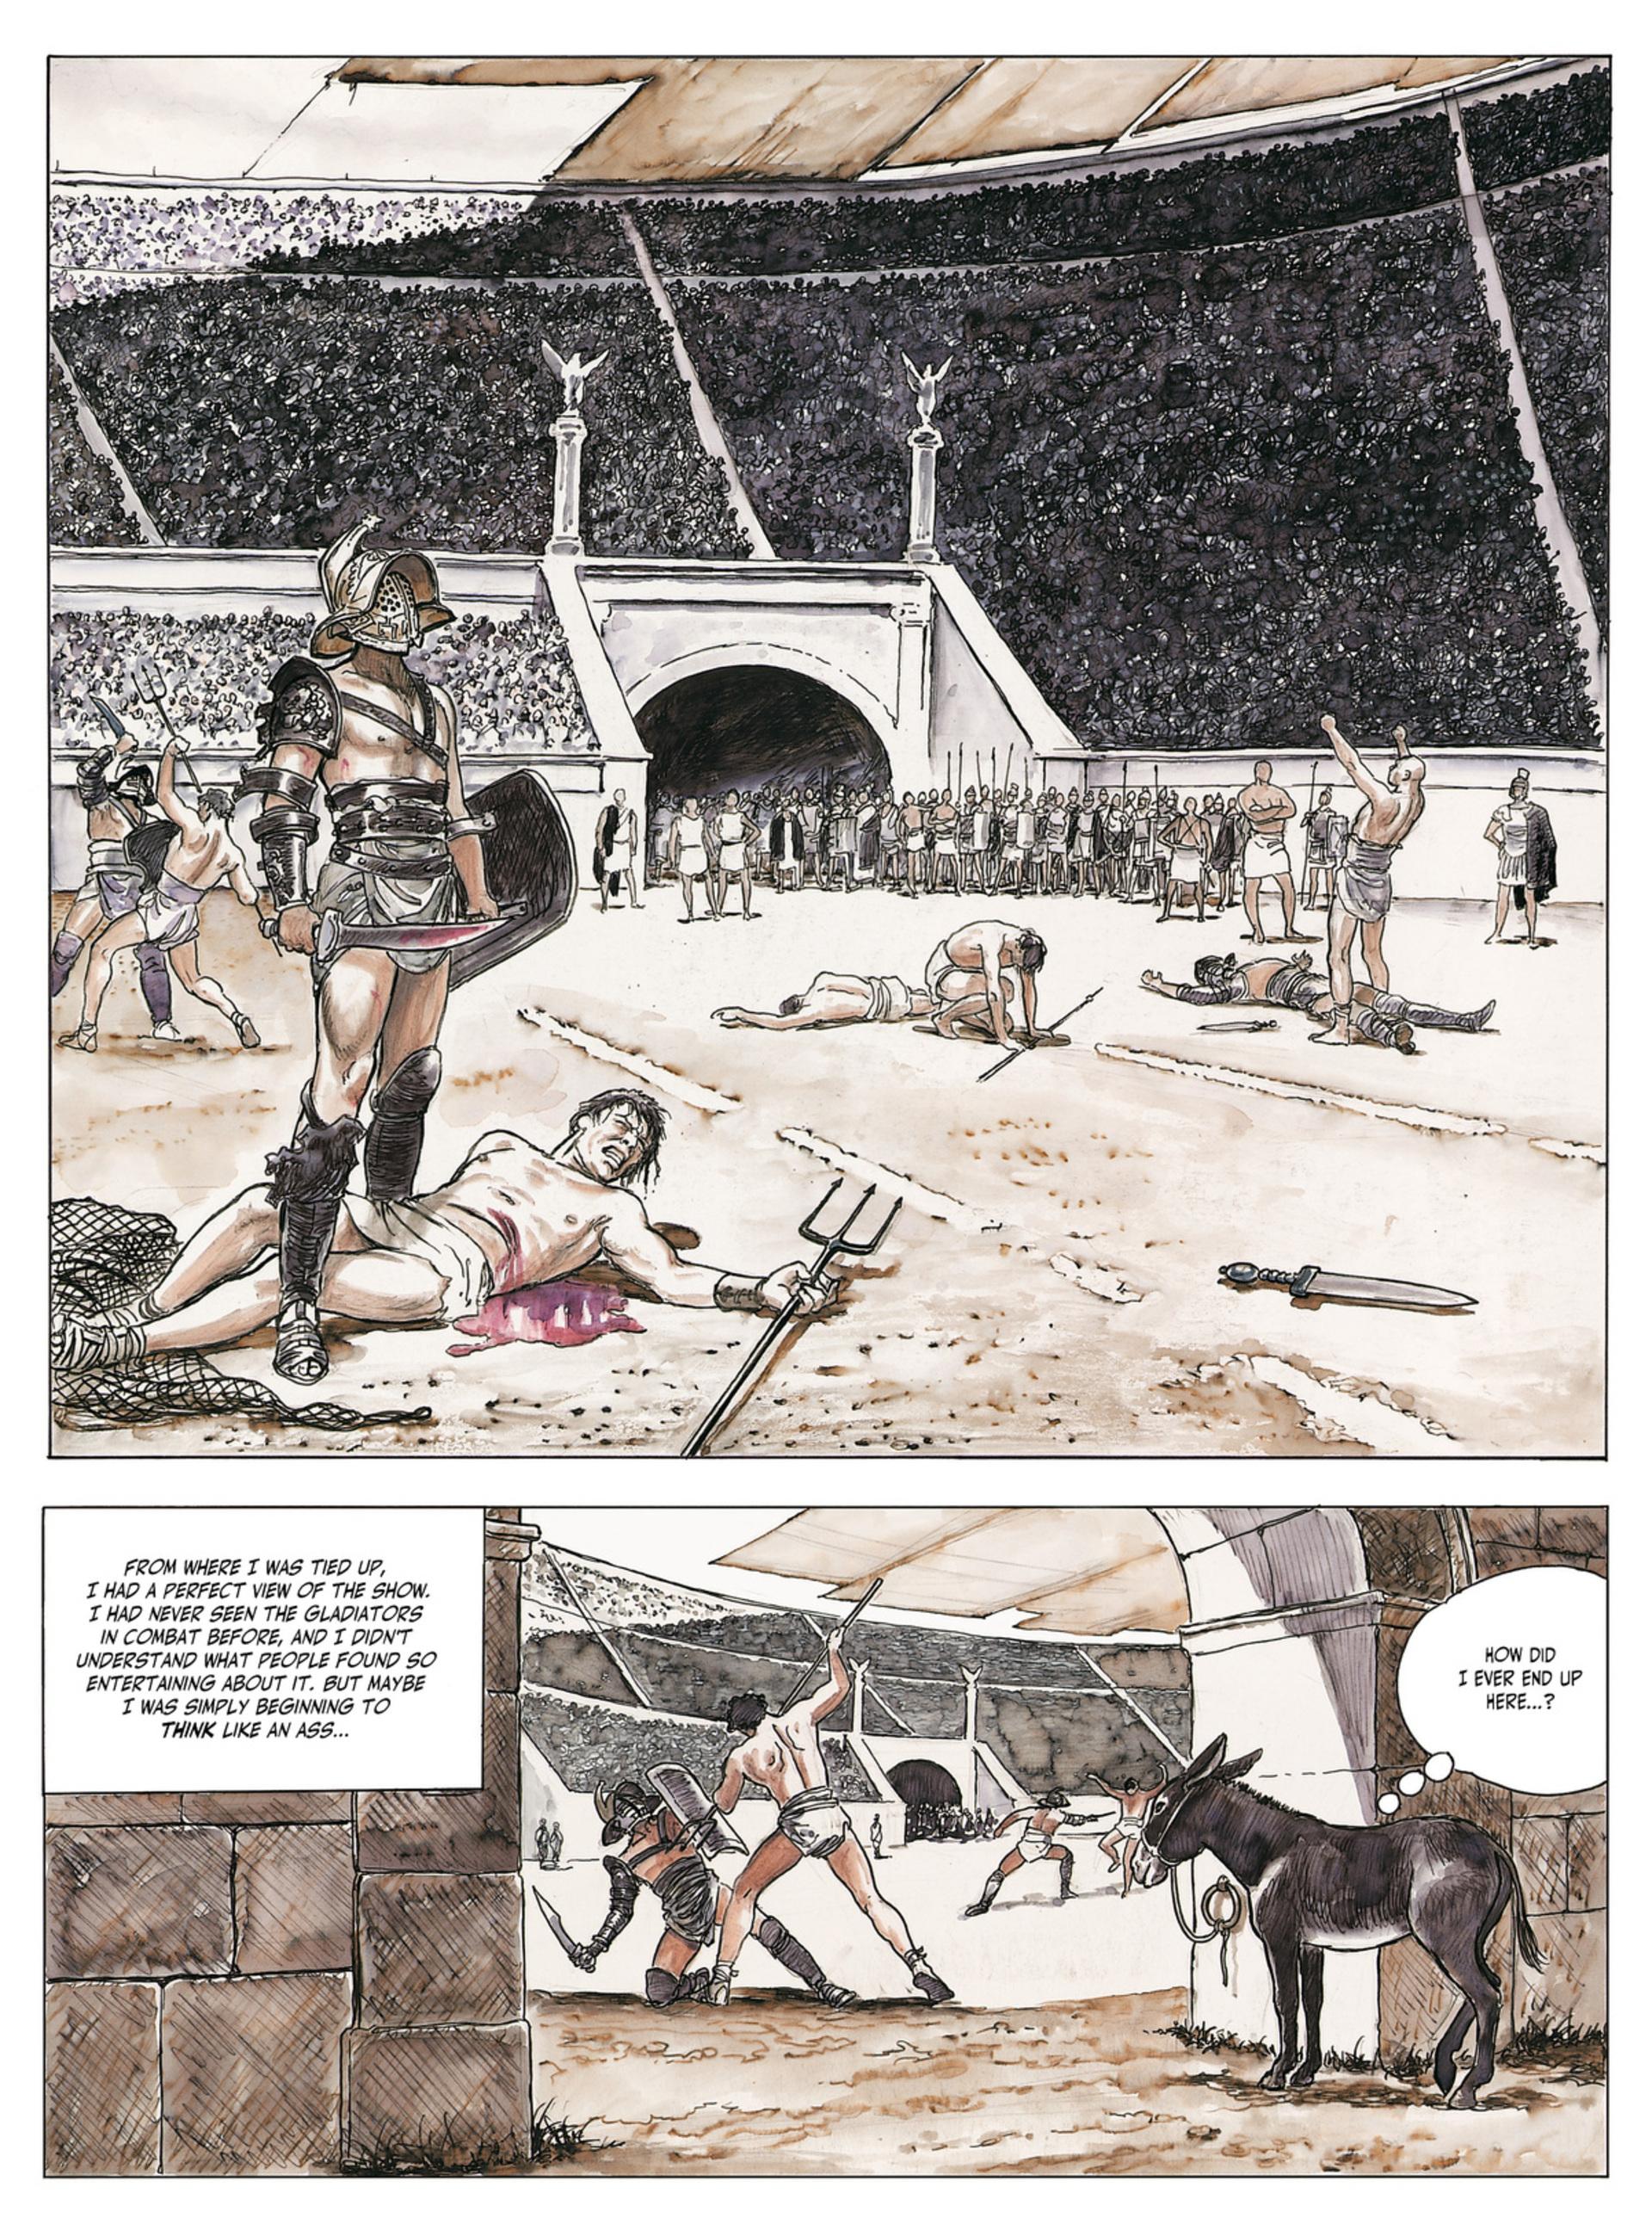 FROM WHERE I WAS TIED UP,
I HAD A PERFECT VIEW OF THE SHOW.
I HAD NEVER SEEN THE GLADIATORS
IN COMBAT BEFORE, AND I DIDN'T
UNDERSTAND WHAT PEOPLE FOUND SO
ENTERTAINING ABOUT IT. BUT MAYBE
I WAS SIMPLY BEGINNING TO
THINK LIKE AN ASS...
HOW DID
I EVER END UP
HERE...?